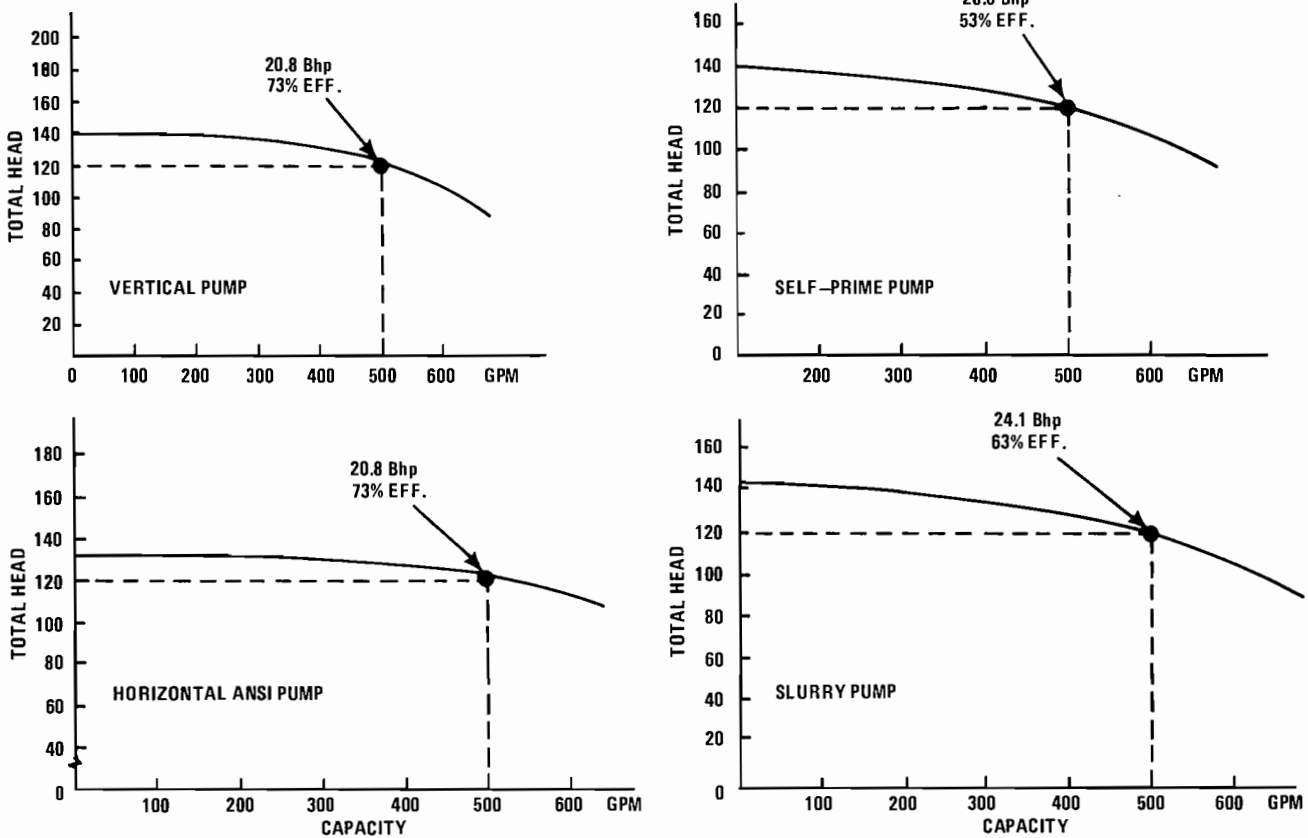 200
180
160
140
120
100
80
60
40
20
TOTAL HEAD
20.8 Bhp
73% EFF.
VERTICAL PUMP
0 100 200 300 400 500 600 GPM
Bhp
53% EFF.
160
140
120
100
80
60
40
20
0
TOTAL HEAD
SELF–PRIME PUMP
200 300 400 500 600 GPM
180
160
140
120
100
80
60
40
0
TOTAL HEAD
20.8 Bhp
73% EFF.
HORIZONTAL ANSI PUMP
100 200 300 400 500 600 GPM
CAPACITY
24.1 Bhp
63% EFF.
160
140
120
100
80
60
40
20
0
TOTAL HEAD
SLURRY PUMP
100 200 300 400 500 600 GPM
CAPACITY